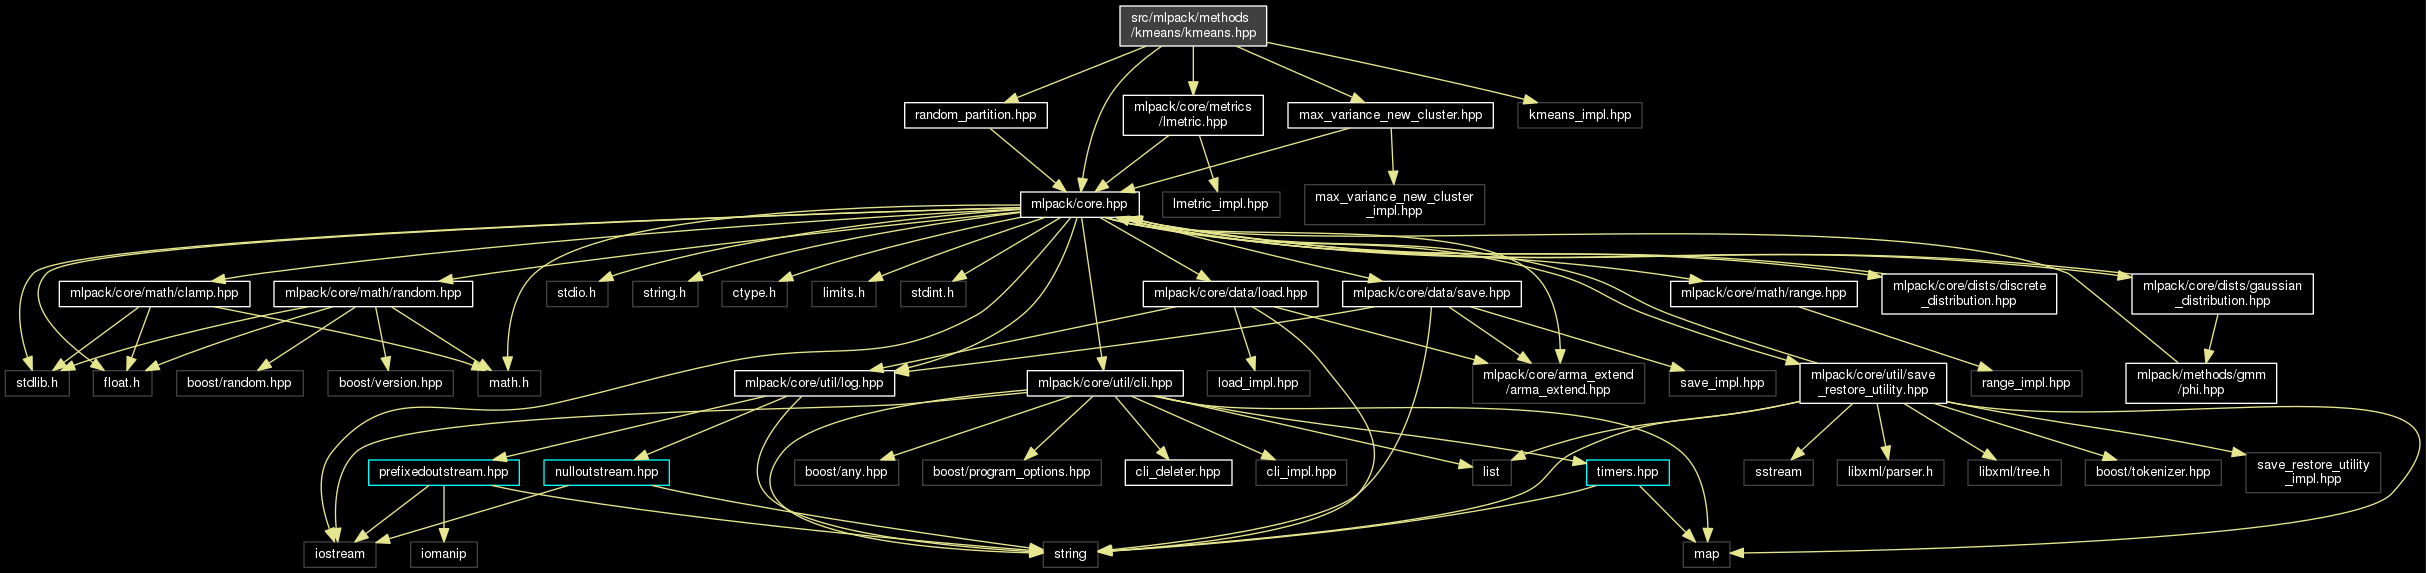 src/mlpack/methods
/kmeans/kmeans.hpp
random_partition.hpp
mlpack/core/metrics
/lmetric.hpp
max_variance_new_cluster.hpp
kmeans_impl.hpp
mlpack/core.hpp
lmetric_impl.hpp
max_variance_new_cluster
_impl.hpp
mlpack/core/math/clamp.hpp
mlpack/core/math/random.hpp
stdio.h
string.h
ctype.h
limits.h
stdint.h
mlpack/core/data/load.hpp
mlpack/core/data/save.hpp
mlpack/core/math/range.hpp
mlpack/core/dists/discrete
_distribution.hpp
mlpack/core/dists/gaussian
_distribution.hpp
stdlib.h
float.h
boost/random.hpp
boost/version.hpp
math.h
mlpack/core/util/log.hpp
mlpack/core/util/cli.hpp
load_impl.hpp
mlpack/core/arma_extend
/arma_extend.hpp
save_impl.hpp
mlpack/core/util/save
_restore_utility.hpp
range_impl.hpp
mlpack/methods/gmm
/phi.hpp
prefixedoutstream.hpp
nulloutstream.hpp
boost/any.hpp
boost/program_options.hpp
cli_deleter.hpp
cli_impl.hpp
list
timers.hpp
sstream
libxml/parser.h
libxml/tree.h
boost/tokenizer.hpp
save_restore_utility
_impl.hpp
iostream
iomanip
string
map